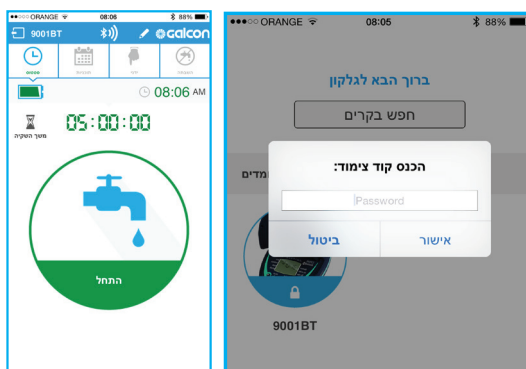 ●●●○○ ORANGE 08:06 88%
9001BT
Galcon
08:06 AM
05:00:00
משך השקיה
התחל
●●●○○ ORANGE 08:05 88%
ברוך הבא לגלקון
חפש בקרים
הכנס קוד צימוד:
Password
ביטול אישור
9001BT